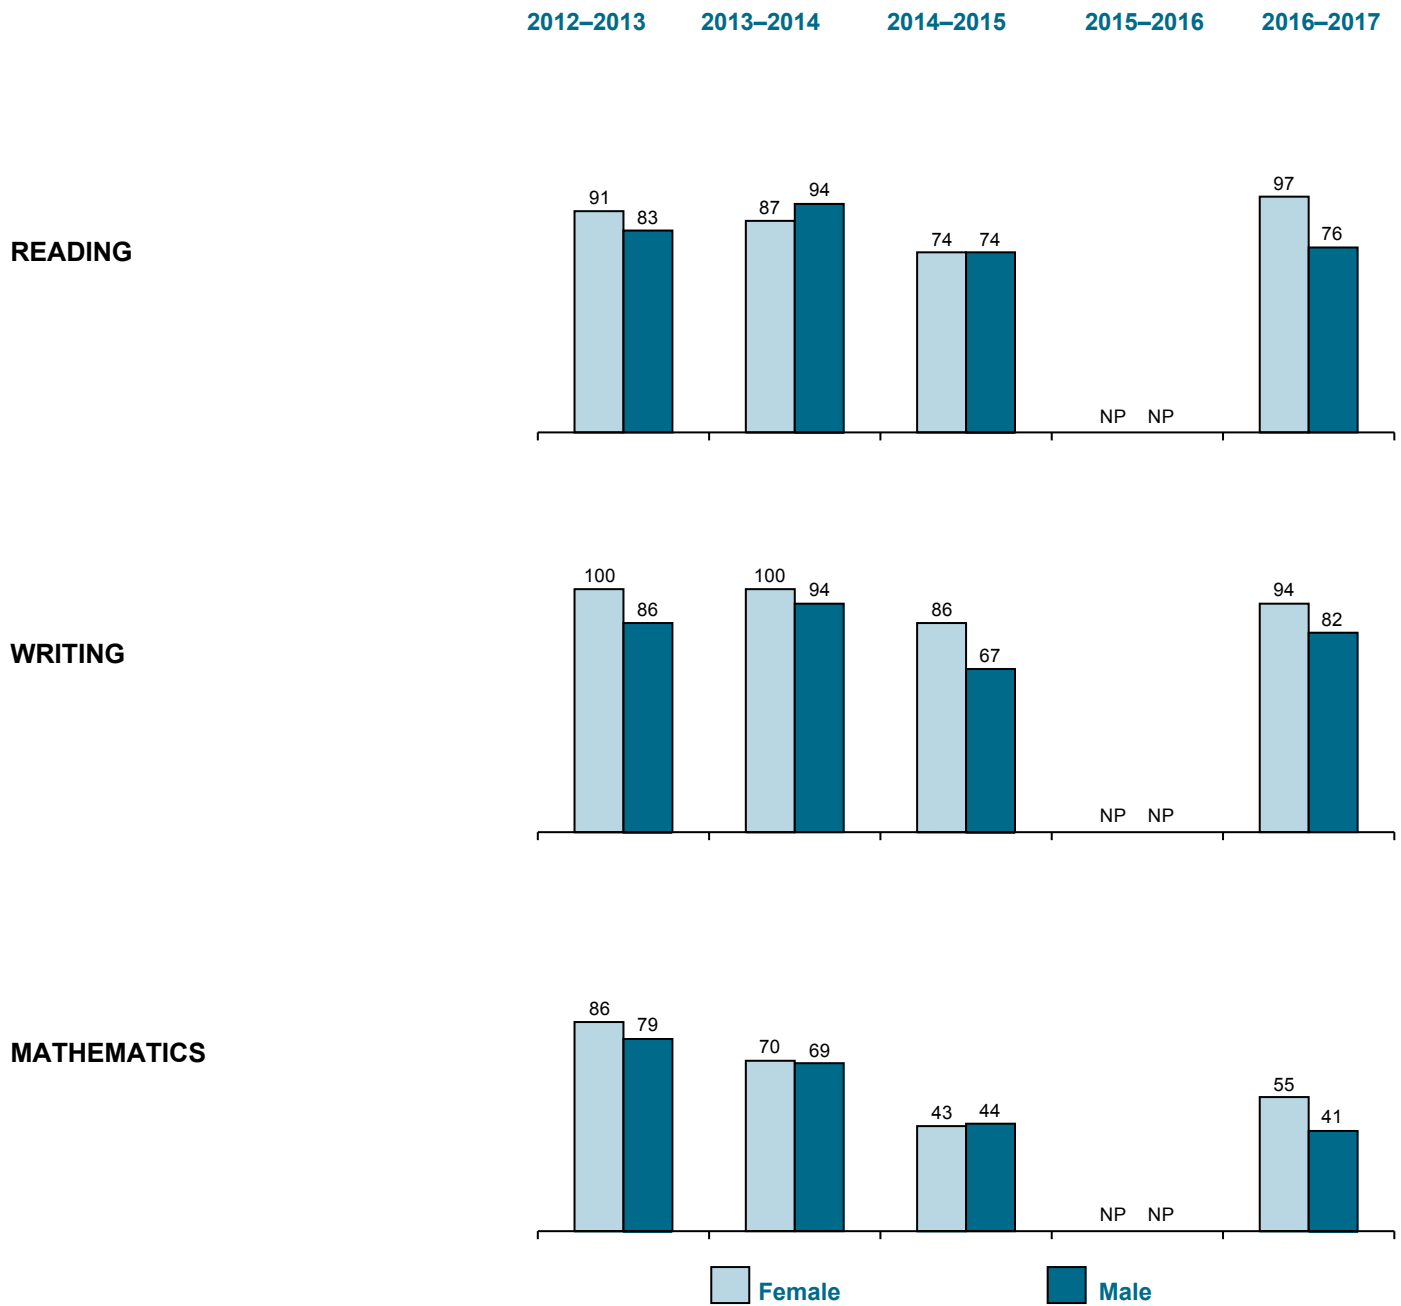 2012–2013 2013–2014 2014–2015 2015–2016 2016–2017
READING
91 83 87 94 74 74 NP NP 97 76
WRITING
100 86 100 94 86 67 NP NP 94 82
MATHEMATICS
86 79 70 69 43 44 NP NP 55 41
Female Male